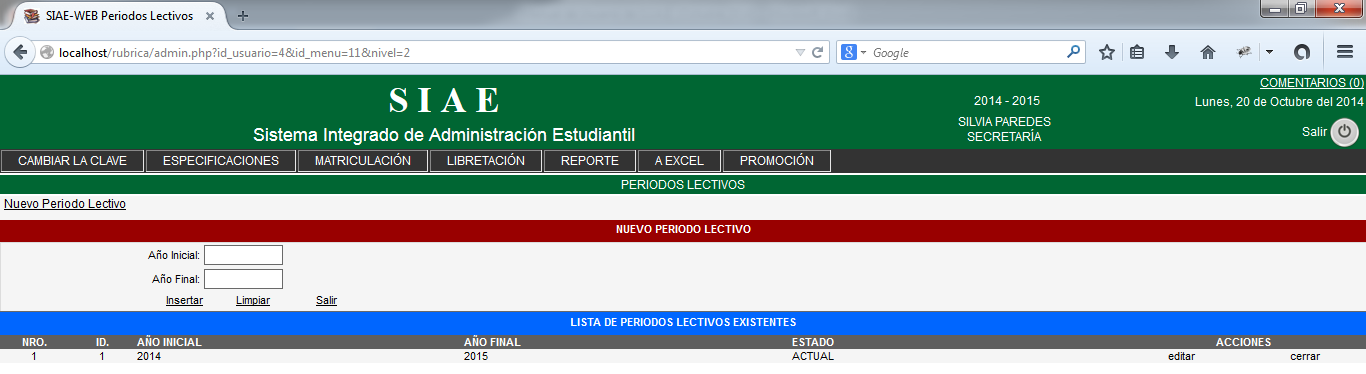 SIAE-WEB Periodos Lectivos
localhost/rubrica/admin.php?id_usuario=4&id_menu=11&nivel=2
Google
COMENTARIOS (0)
S I A E
2014 - 2015
Lunes, 20 de Octubre del 2014
Sistema Integrado de Administración Estudiantil
SILVIA PAREDES
SECRETARÍA
Salir
CAMBIAR LA CLAVE ESPECIFICACIONES MATRICULACIÓN LIBRETACIÓN REPORTE A EXCEL PROMOCIÓN
PERIODOS LECTIVOS
Nuevo Periodo Lectivo
NUEVO PERIODO LECTIVO
Año Inicial:
Año Final:
Insertar Limpiar Salir
LISTA DE PERIODOS LECTIVOS EXISTENTES
NRO. ID. AÑO INICIAL AÑO FINAL ESTADO ACCIONES
1 1 2014 2015 ACTUAL editar cerrar